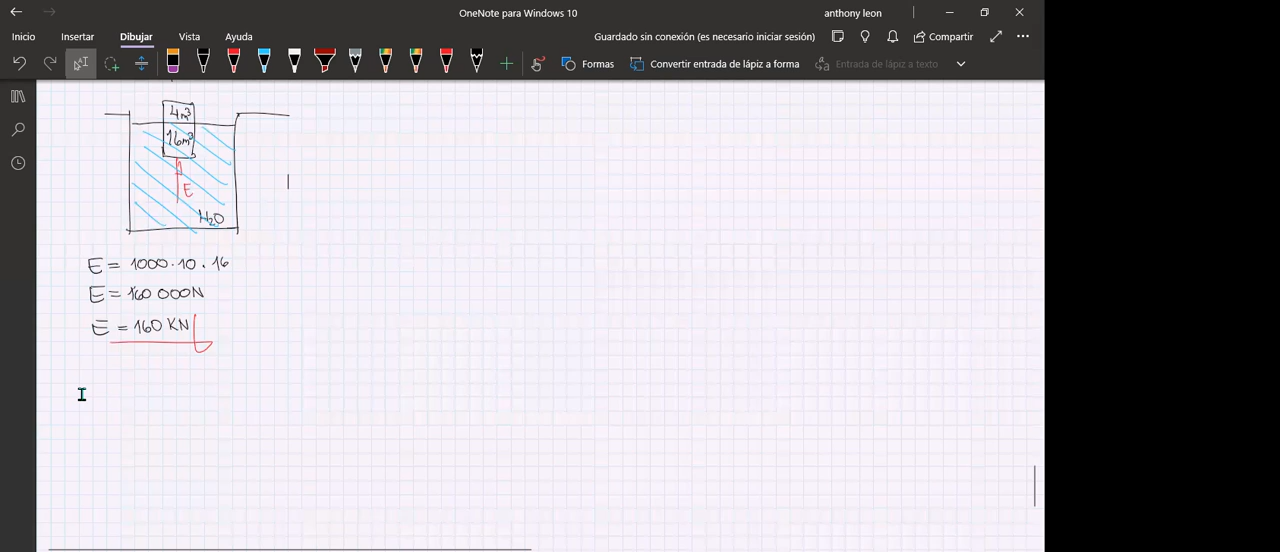 OneNote para Windows 10
anthony leon
Inicio
Insertar
Dibujar
Vista
Ayuda
Guardado sin conexión (es necesario iniciar sesión)
Compartir
Formas
Convertir entrada de lápiz a forma
Entrada de lápiz a texto
4m³
16m³
E
H₂O
E = 1000·10·16
E = 160 000N
E = 160 KN